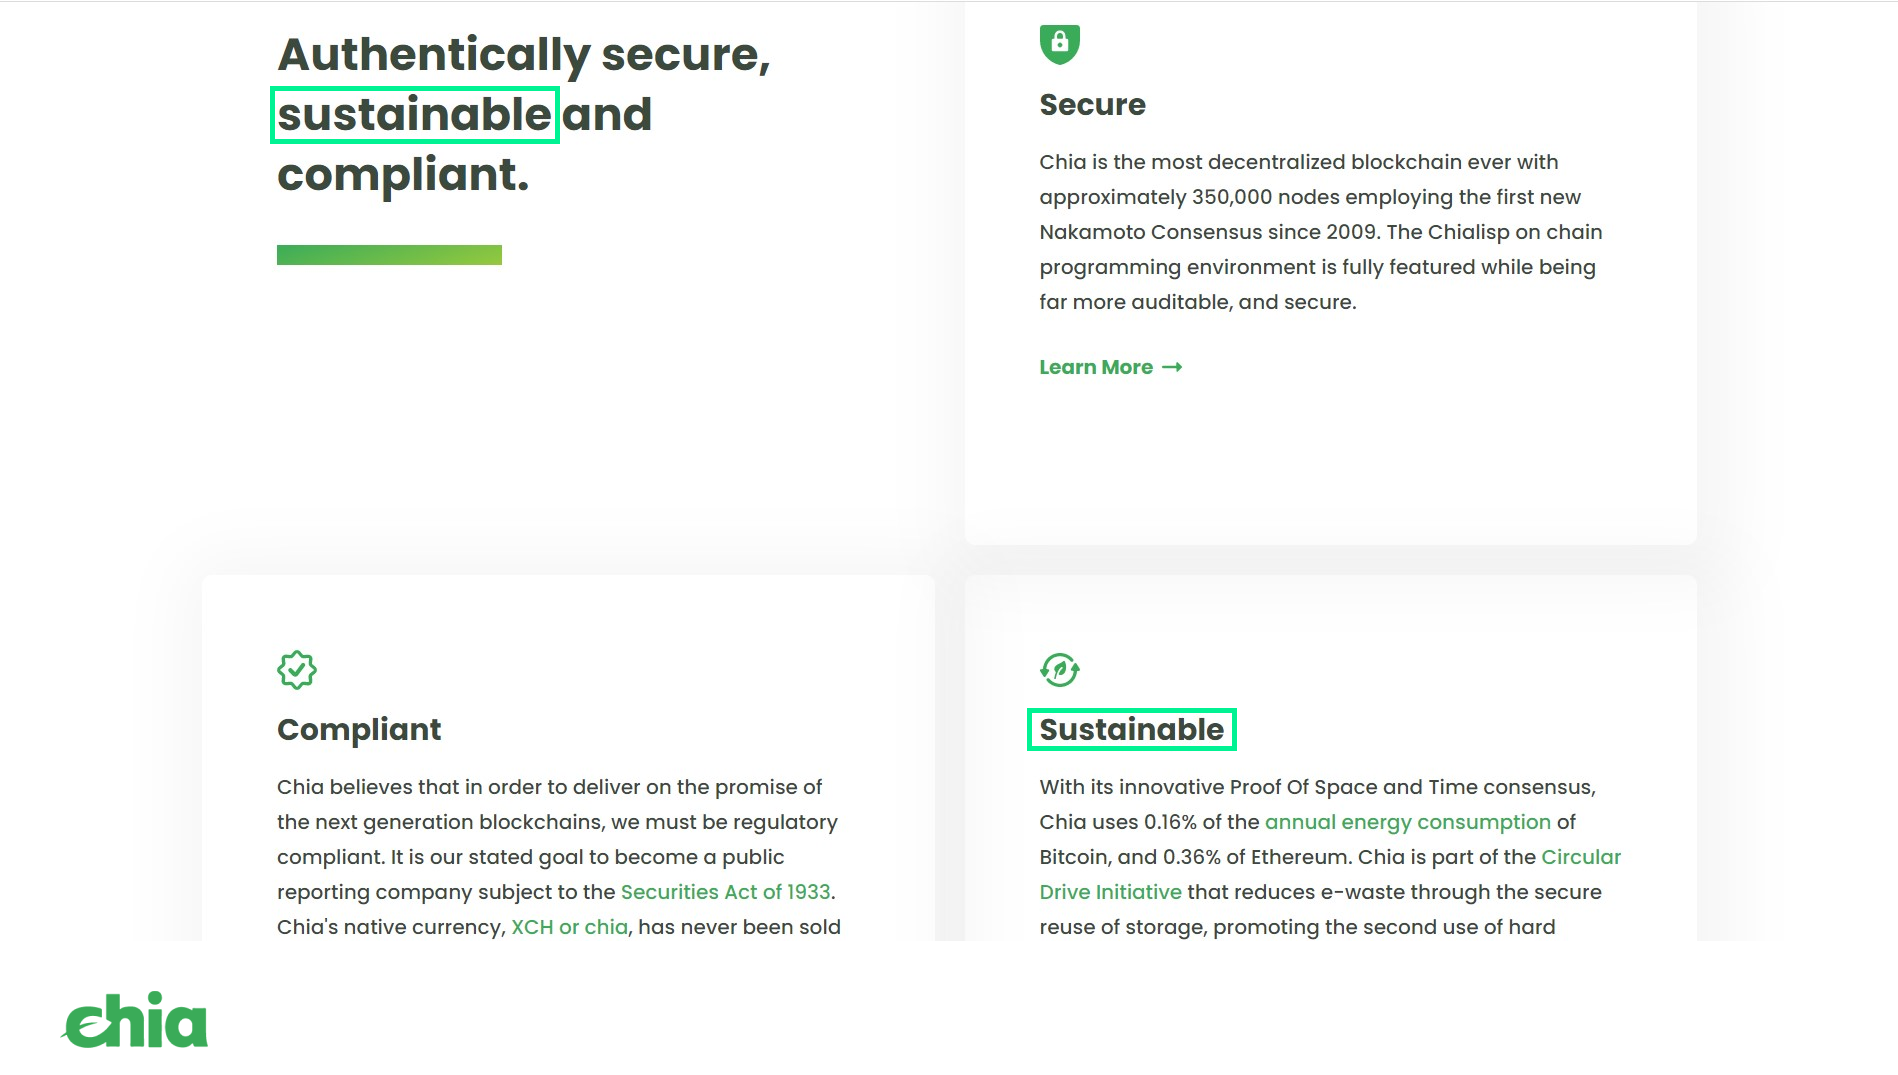 Authentically secure,
sustainable and
compliant.
Secure
Chia is the most decentralized blockchain ever with
approximately 350,000 nodes employing the first new
Nakamoto Consensus since 2009. The Chialisp on chain
programming environment is fully featured while being
far more auditable, and secure.
Learn More →
Compliant
Chia believes that in order to deliver on the promise of
the next generation blockchains, we must be regulatory
compliant. It is our stated goal to become a public
reporting company subject to the Securities Act of 1933.
Chia's native currency, XCH or chia, has never been sold
Sustainable
With its innovative Proof Of Space and Time consensus,
Chia uses 0.16% of the annual energy consumption of
Bitcoin, and 0.36% of Ethereum. Chia is part of the Circular
Drive Initiative that reduces e-waste through the secure
reuse of storage, promoting the second use of hard
chia